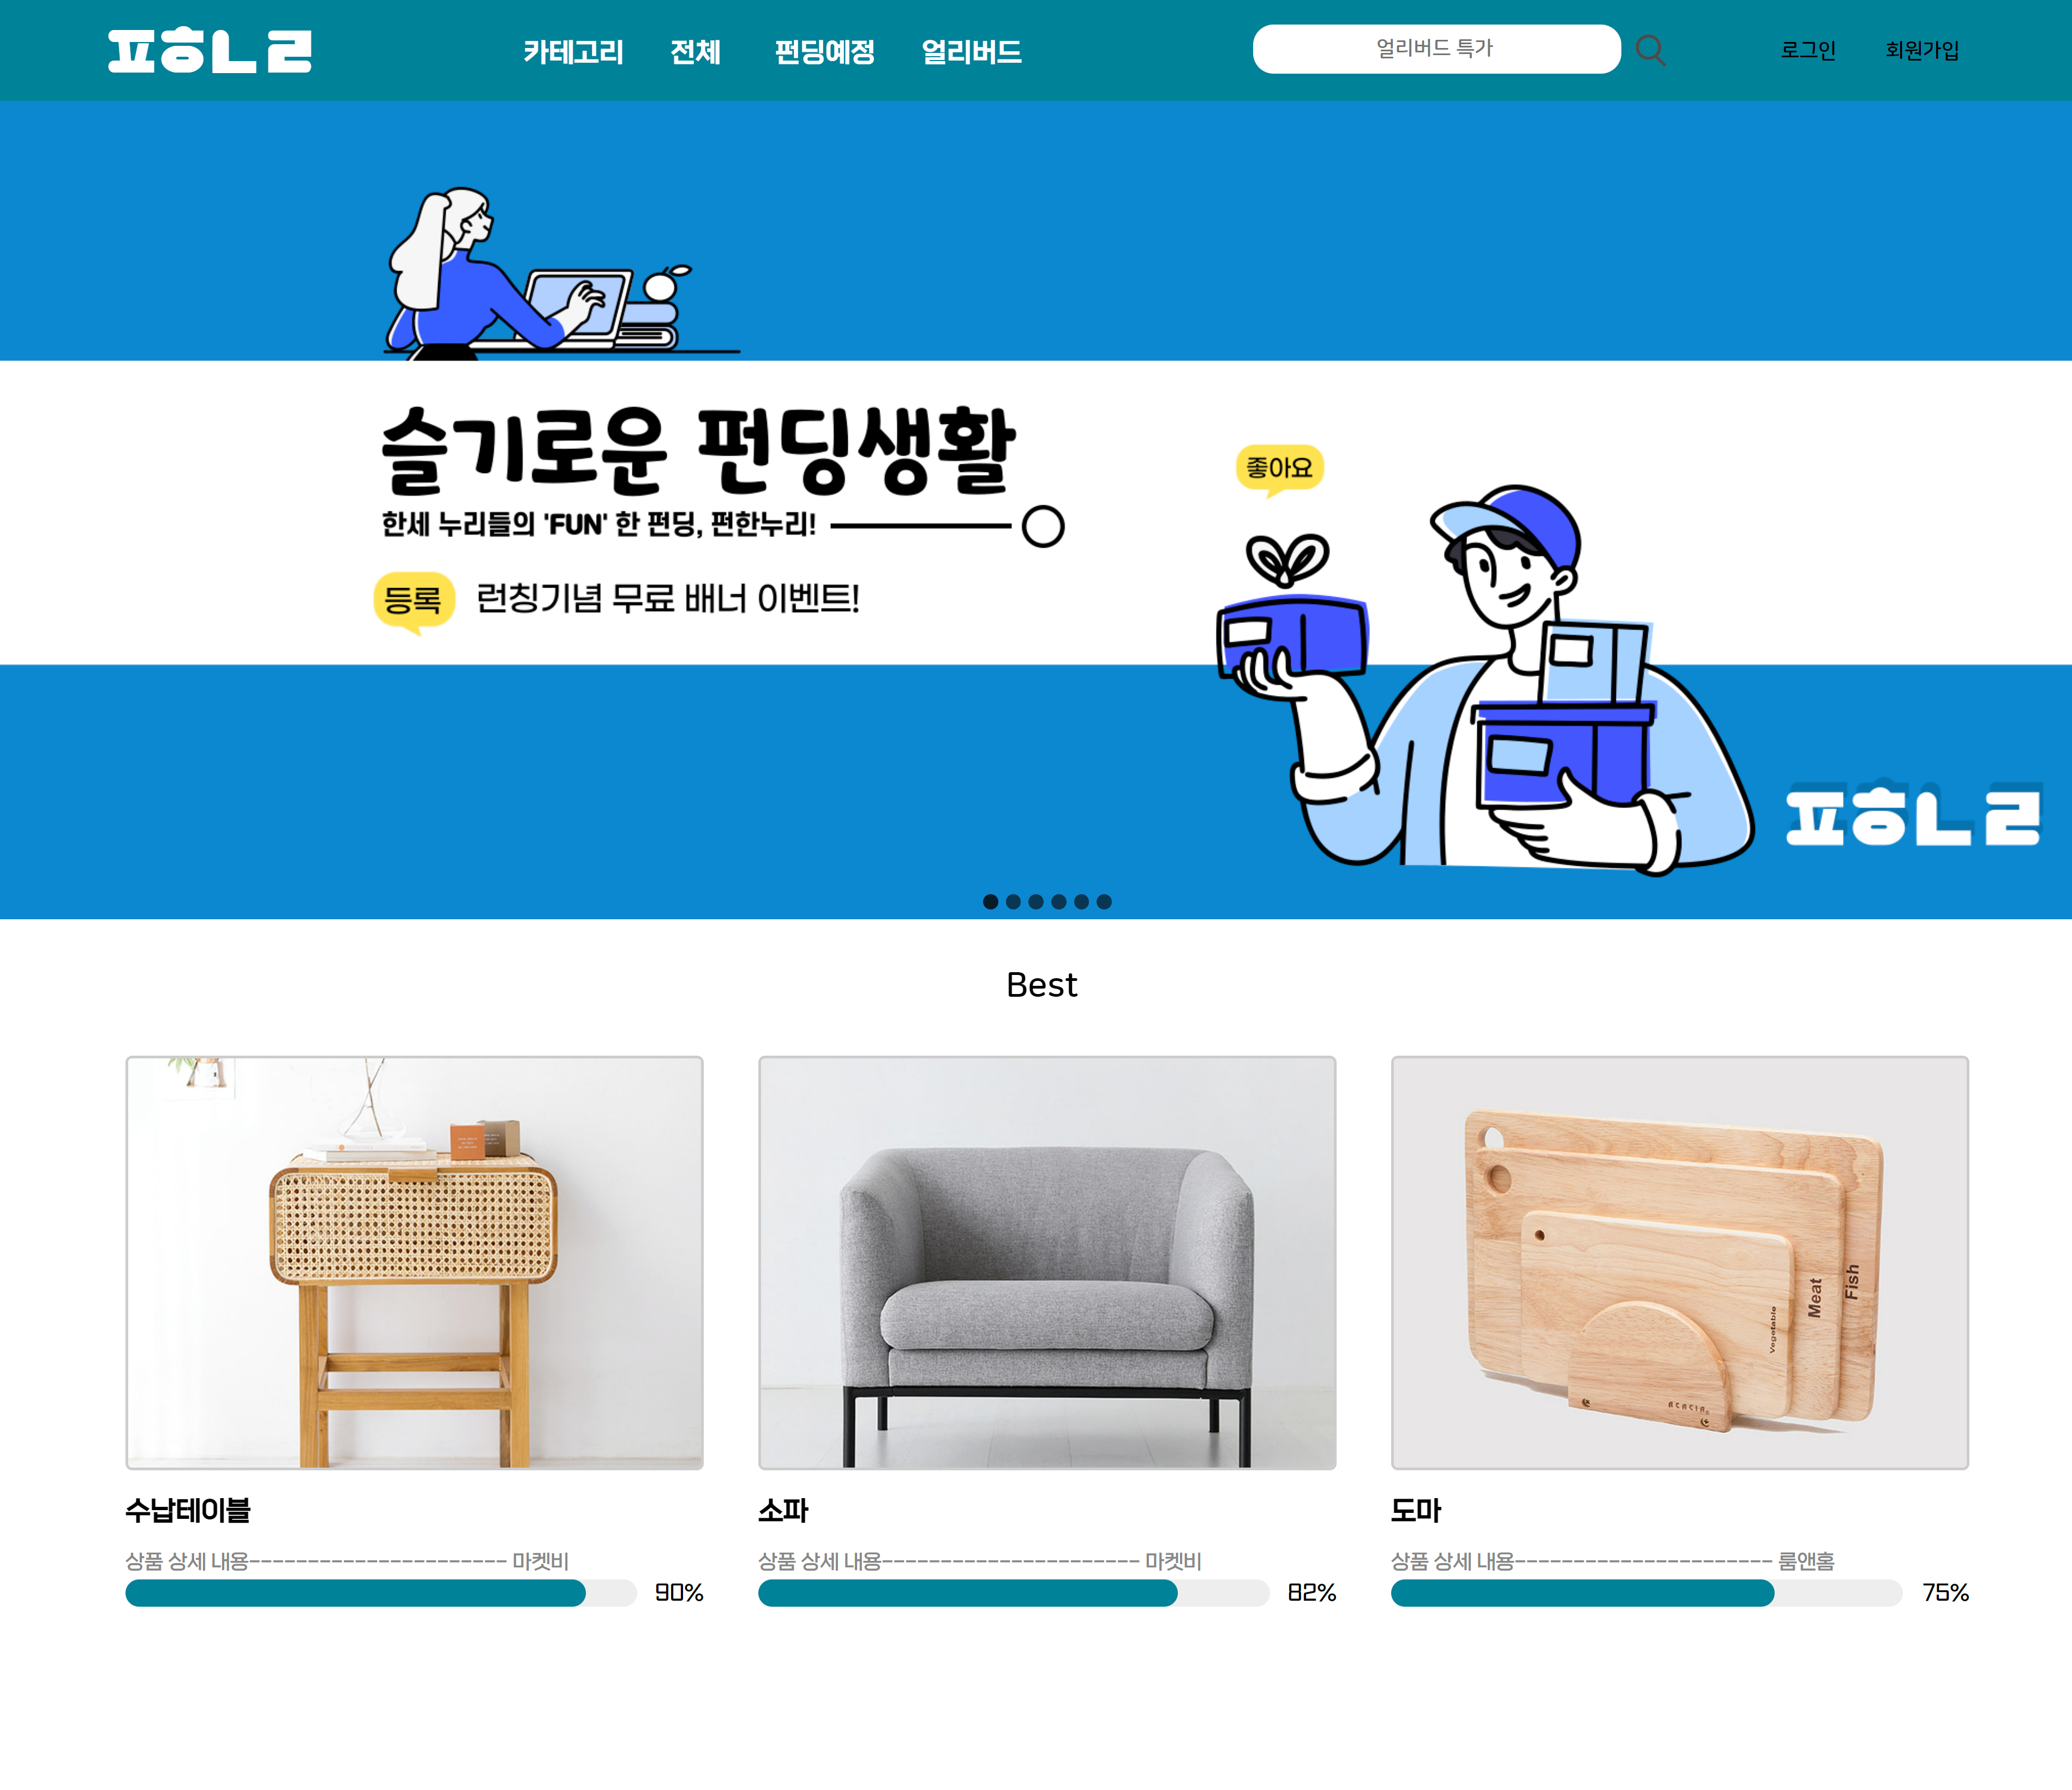 ㅍㅎㄴㄹ
카테고리 전체 펀딩예정 얼리버드
얼리버드 특가
로그인 회원가입
슬기로운 펀딩생활
한세 누리들의 'FUN' 한 펀딩, 펀한누리!
등록 런칭기념 무료 배너 이벤트!
좋아요
ㅍㅎㄴㄹ
Best
Vegetable
Meat
Fish
ACACIA
수납테이블
상품 상세 내용---------------------- 마켓비
90%
소파
상품 상세 내용---------------------- 마켓비
82%
도마
상품 상세 내용---------------------- 룸앤홈
75%